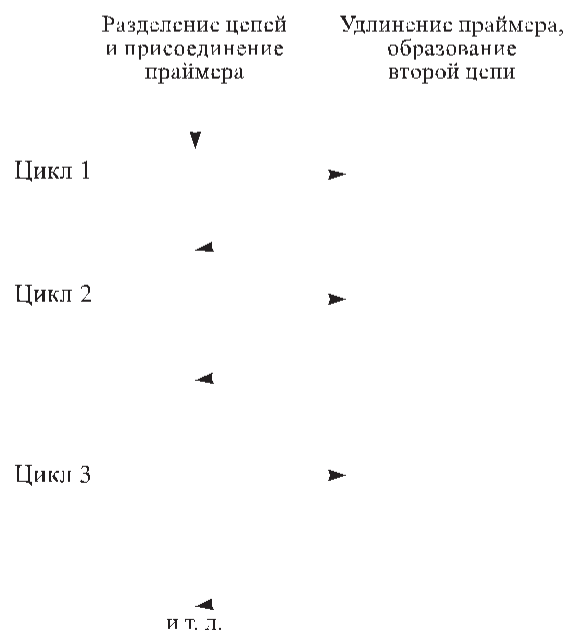 Разделение цепей
и присоединение
праймера
Удлинение праймера,
образование
второй цепи
Цикл 1
Цикл 2
Цикл 3
и т. д.